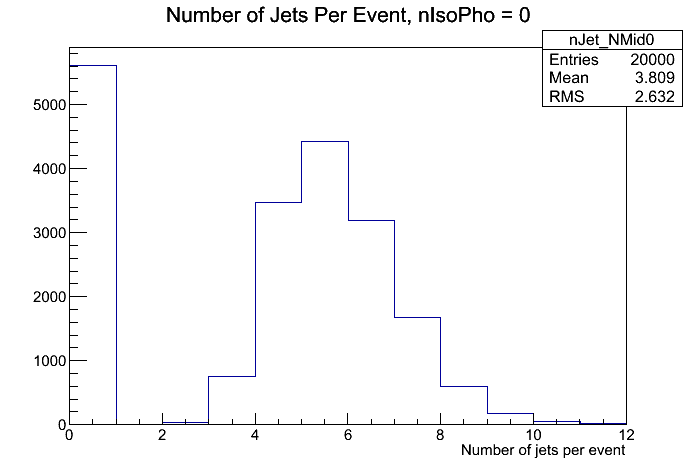 Number of Jets Per Event, nIsoPho = 0
nJet_NMid0
Entries 20000
Mean 3.809
RMS 2.632
5000
4000
3000
2000
1000
0
0 2 4 6 8 10 12
Number of jets per event